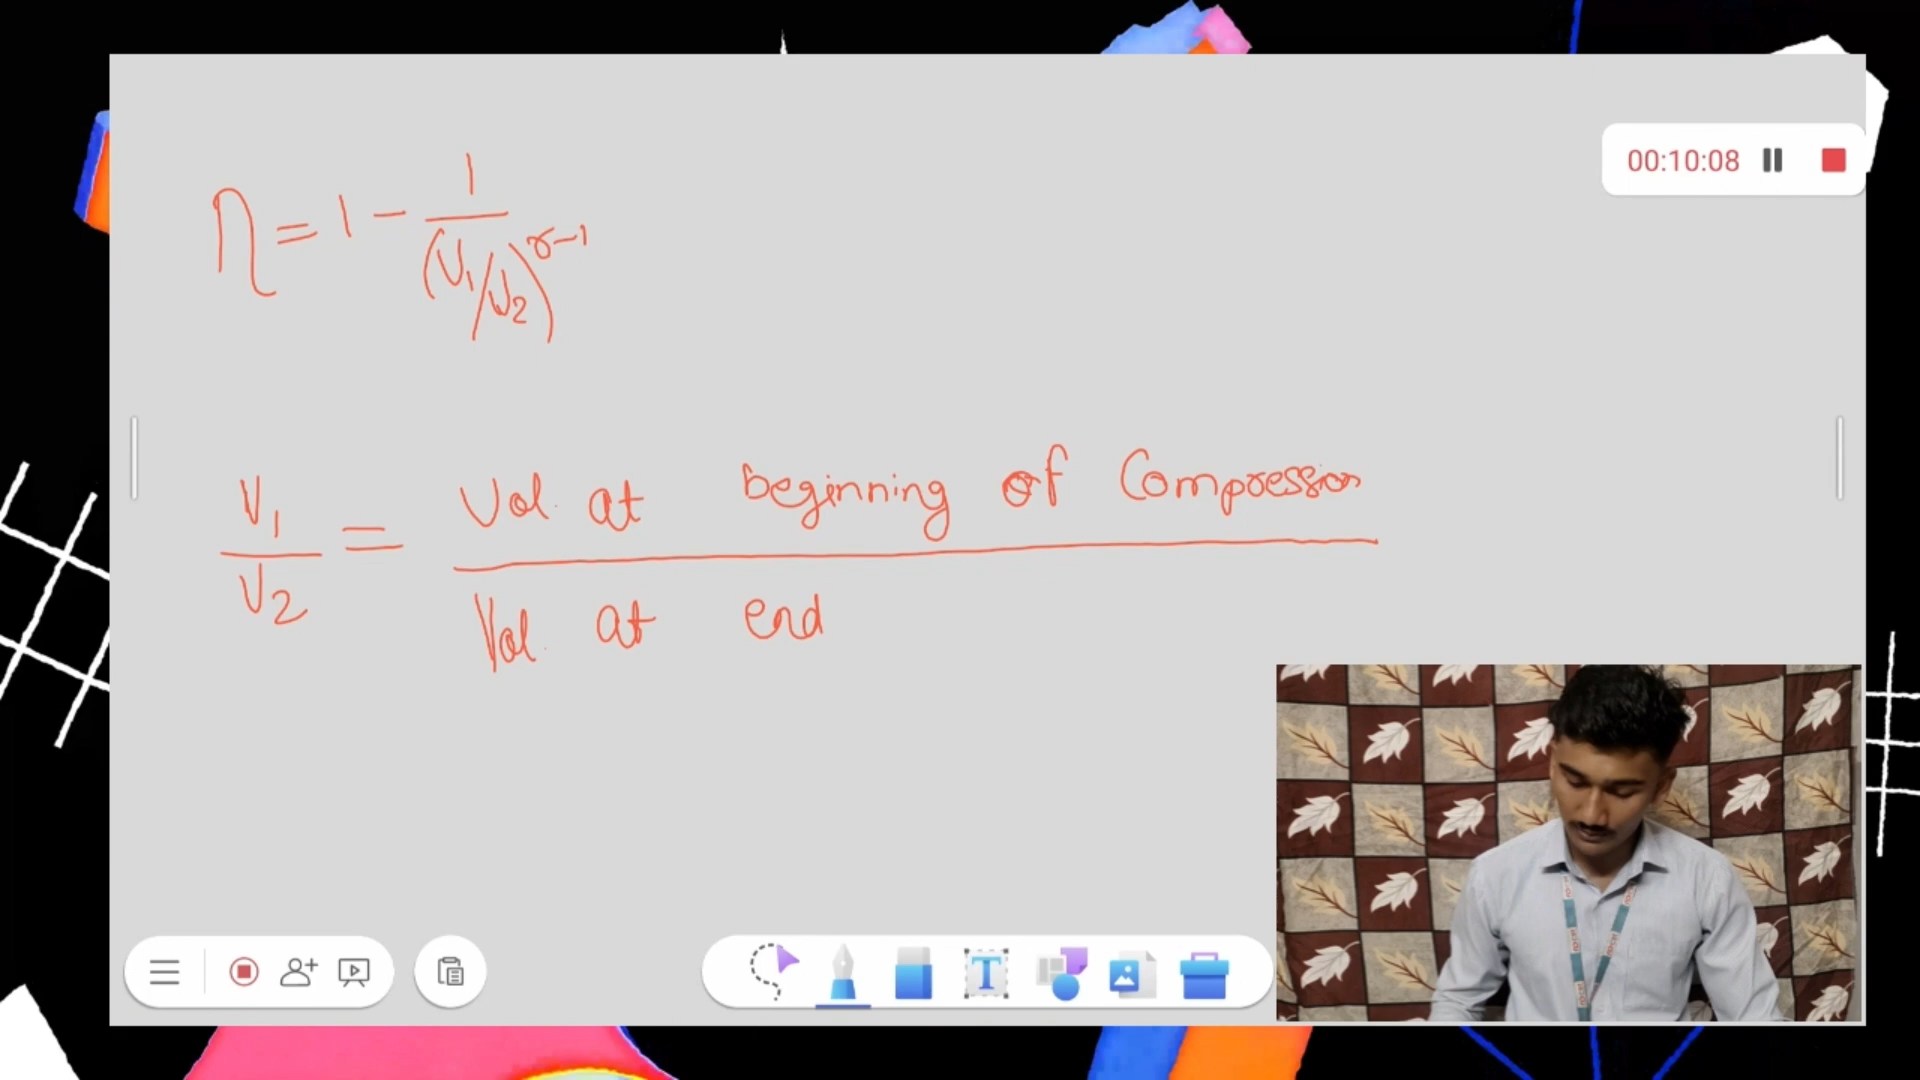 00:10:08
η = 1 - 1/(V₁/V₂)^γ-1
V₁/V₂ = Vol. at beginning of Compression
Vol. at end
T